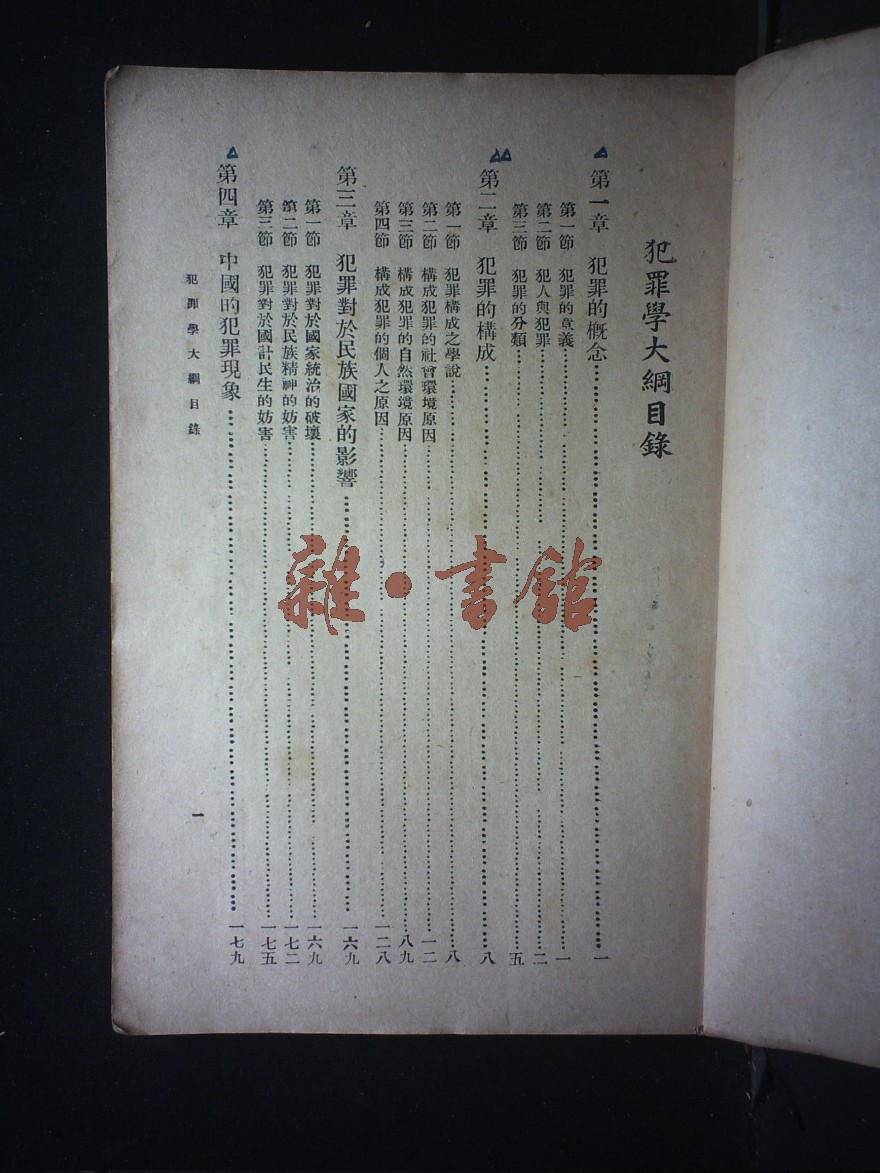 犯罪學大綱目錄
第一章 犯罪的概念……一
第一節 犯罪的意義……一
第二節 犯人與犯罪……二
第三節 犯罪的分類……五
第二章 犯罪的構成……八
第一節 犯罪構成之學說……八
第二節 構成犯罪的社會環境原因……一二
第三節 構成犯罪的自然環境原因……八九
第四節 構成犯罪的個人之原因……一二八
第三章 犯罪對於民族國家的影響……一六九
第一節 犯罪對於國家統治的破壞……一六九
第二節 犯罪對於民族精神的妨害……一七二
第三節 犯罪對於國計民生的妨害……一七五
第四章 中國的犯罪現象……一七九
犯罪學大綱目錄
一
雜·書館